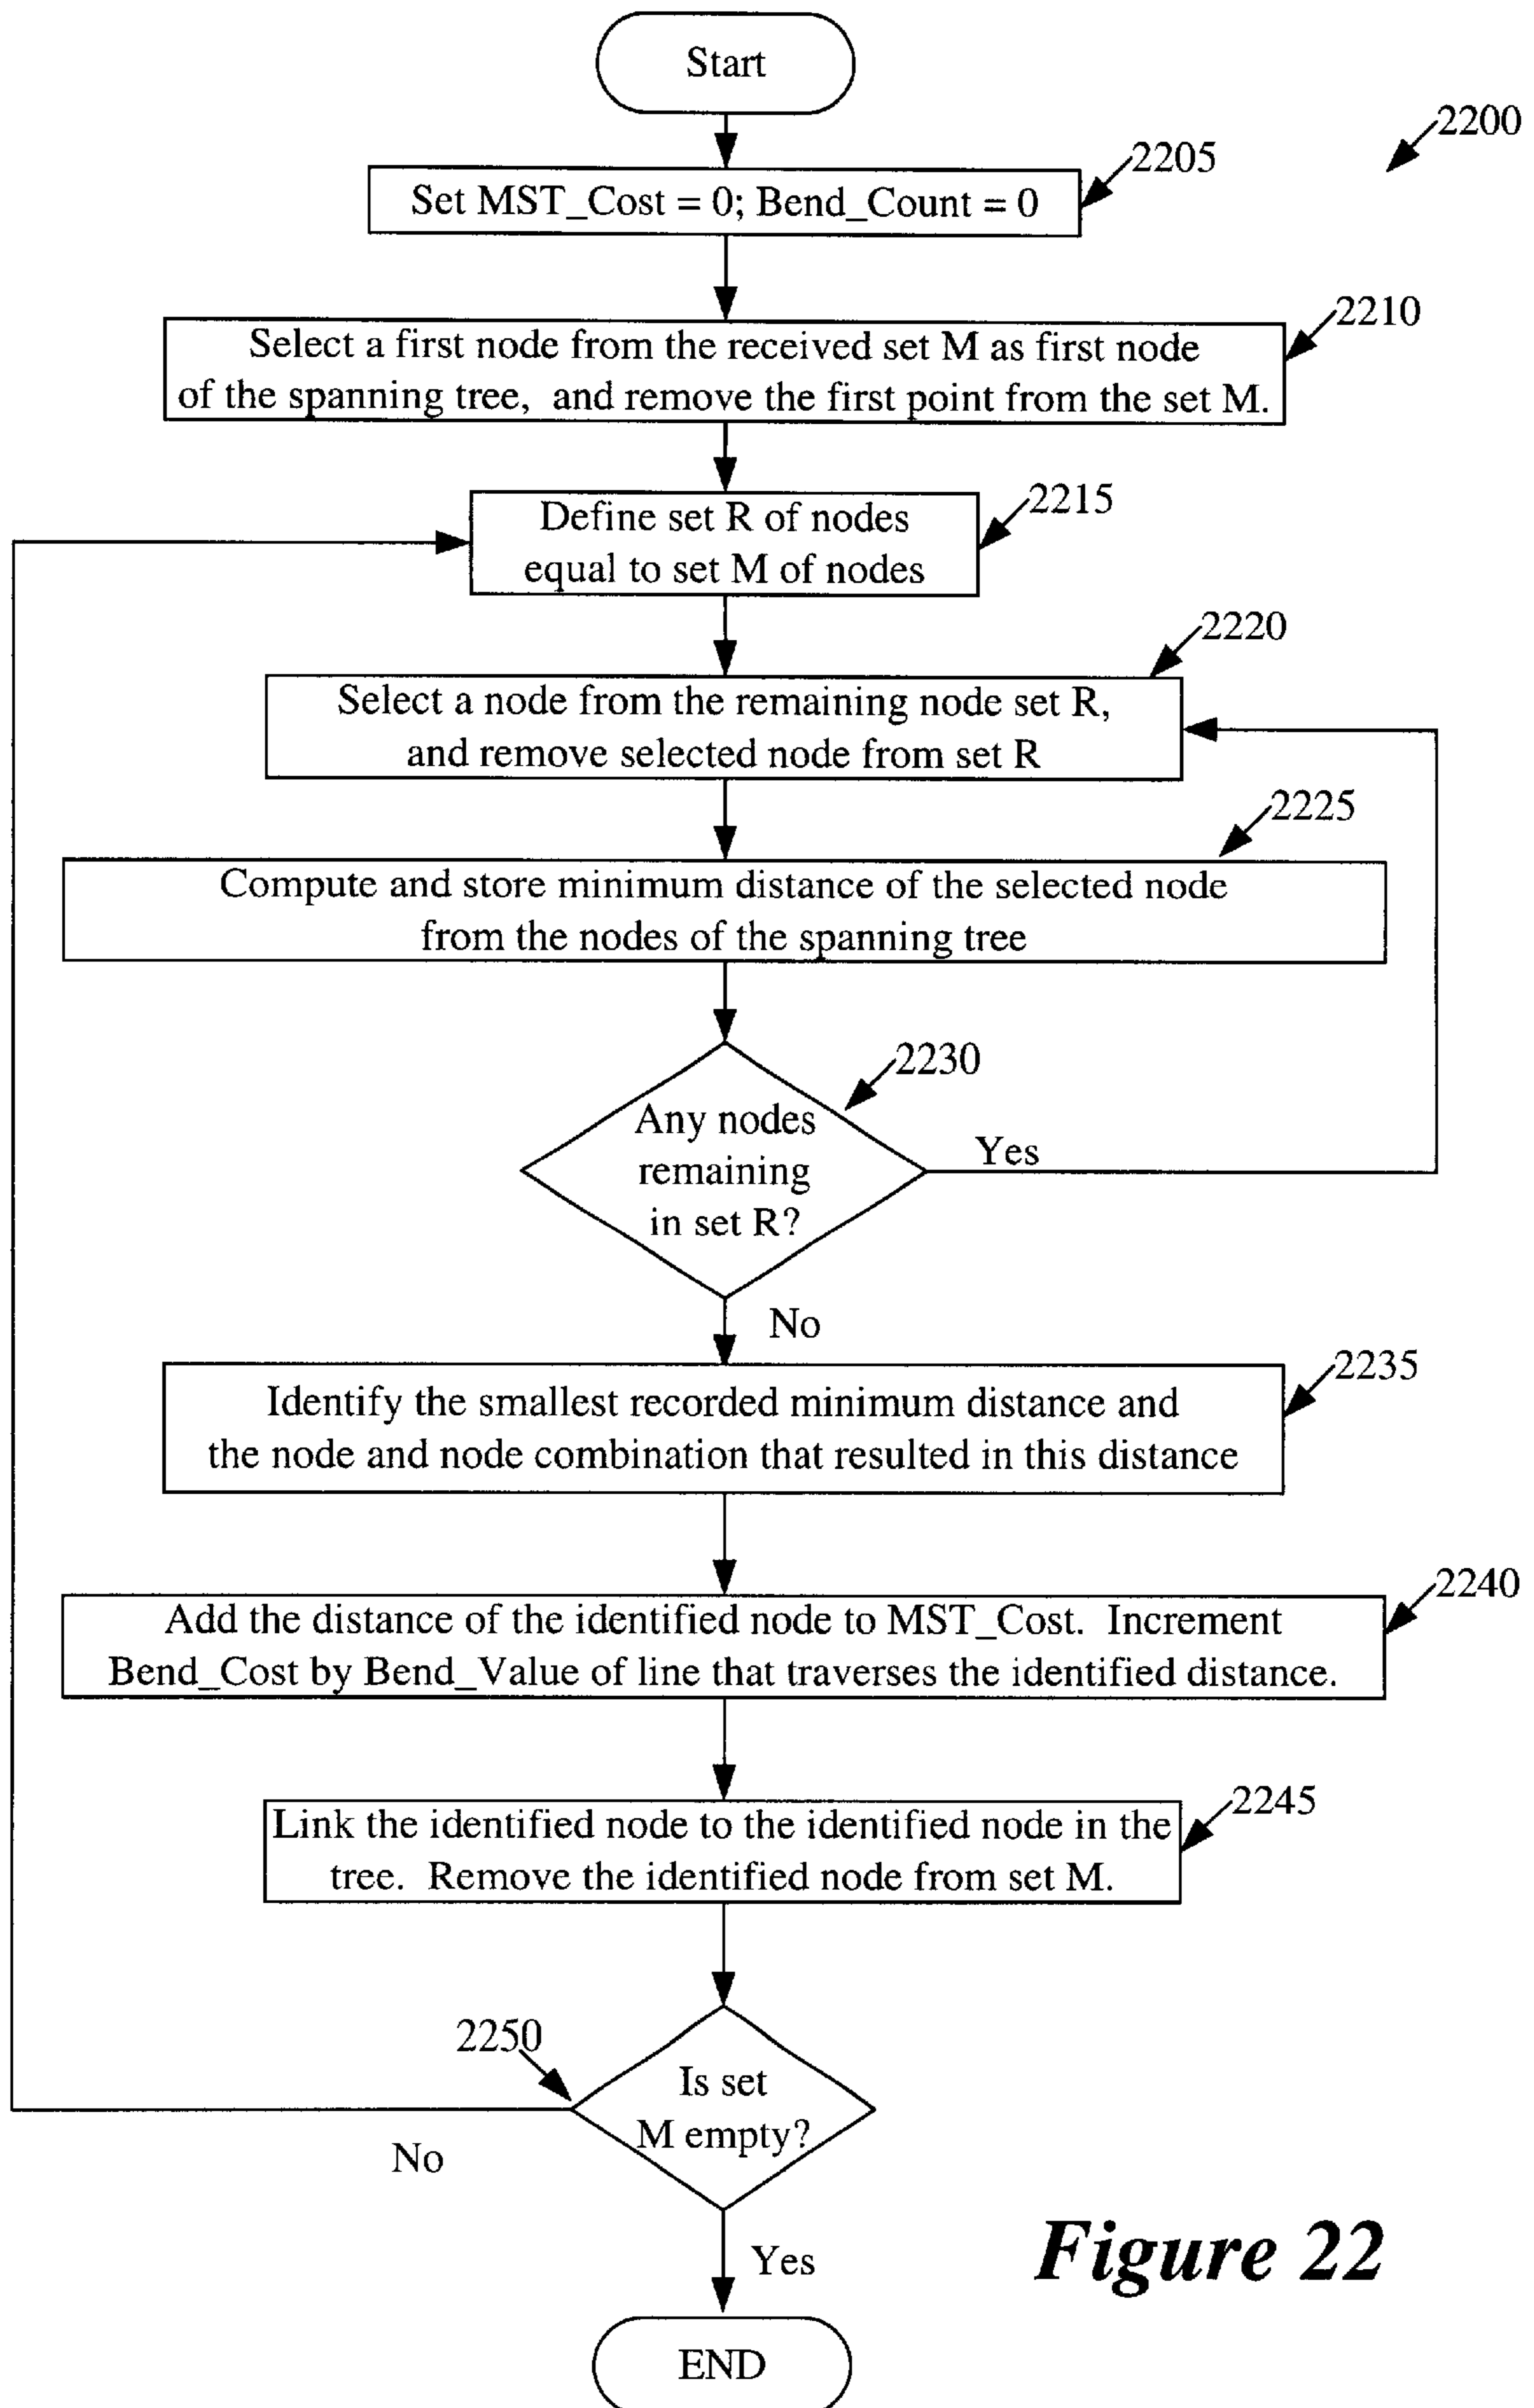 Start
2200
2205
Set MST_Cost = 0; Bend_Count = 0
2210
Select a first node from the received set M as first node
of the spanning tree, and remove the first point from the set M.
2215
Define set R of nodes
equal to set M of nodes
2220
Select a node from the remaining node set R,
and remove selected node from set R
2225
Compute and store minimum distance of the selected node
from the nodes of the spanning tree
2230
Any nodes
remaining
in set R?
Yes
No
2235
Identify the smallest recorded minimum distance and
the node and node combination that resulted in this distance
2240
Add the distance of the identified node to MST_Cost. Increment
Bend_Cost by Bend_Value of line that traverses the identified distance.
2245
Link the identified node to the identified node in the
tree. Remove the identified node from set M.
2250
Is set
M empty?
No
Yes
Figure 22
END